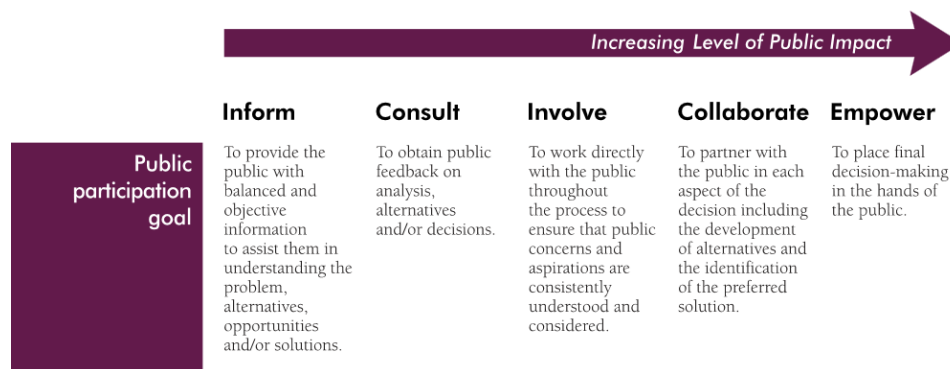 Increasing Level of Public Impact
Inform
Consult
Involve
Collaborate
Empower
Public
participation
goal
To provide the
public with
balanced and
objective
information
to assist them in
understanding the
problem,
alternatives,
opportunities
and/or solutions.
To obtain public
feedback on
analysis,
alternatives
and/or decisions.
To work directly
with the public
throughout
the process to
ensure that public
concerns and
aspirations are
consistently
understood and
considered.
To partner with
the public in each
aspect of the
decision including
the development
of alternatives and
the identification
of the preferred
solution.
To place final
decision-making
in the hands of
the public.